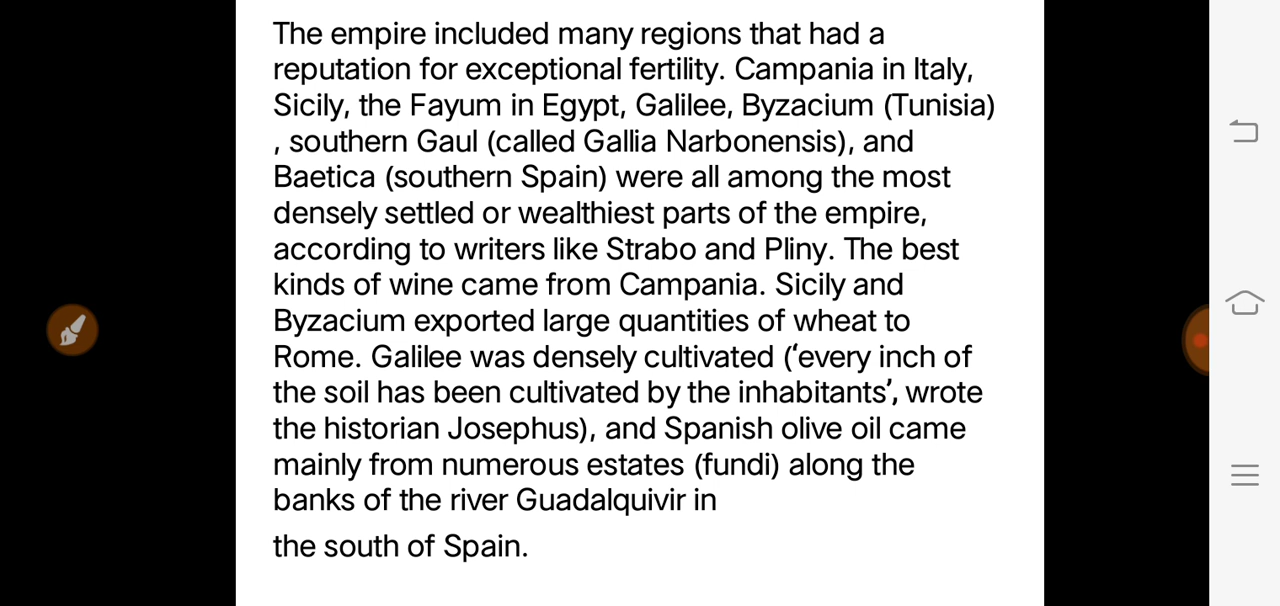 The empire included many regions that had a
reputation for exceptional fertility. Campania in Italy,
Sicily, the Fayum in Egypt, Galilee, Byzacium (Tunisia)
, southern Gaul (called Gallia Narbonensis), and
Baetica (southern Spain) were all among the most
densely settled or wealthiest parts of the empire,
according to writers like Strabo and Pliny. The best
kinds of wine came from Campania. Sicily and
Byzacium exported large quantities of wheat to
Rome. Galilee was densely cultivated (‘every inch of
the soil has been cultivated by the inhabitants’, wrote
the historian Josephus), and Spanish olive oil came
mainly from numerous estates (fundi) along the
banks of the river Guadalquivir in
the south of Spain.